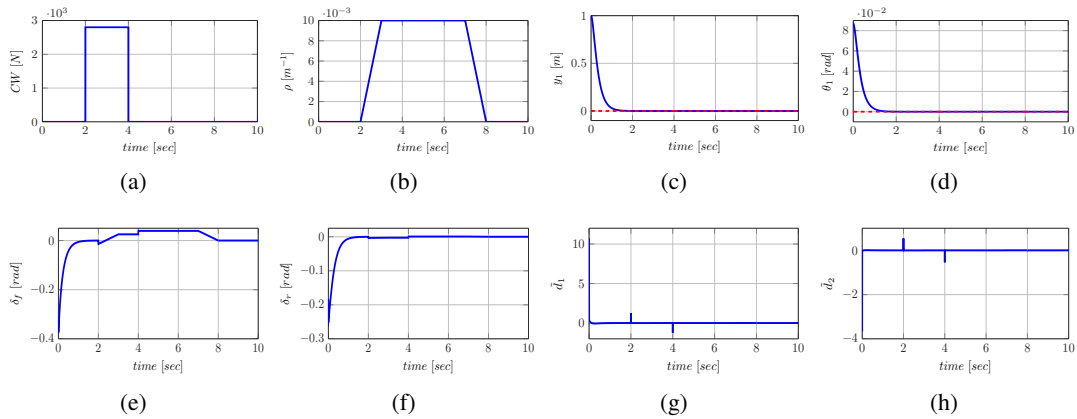 ·10³
3
2
1
0
0 2 4 6 8 10
CW [N]
time [sec]
(a)
·10⁻³
10
8
6
4
2
0
0 2 4 6 8 10
ρ [m⁻¹]
time [sec]
(b)
1
0.5
0
0 2 4 6 8 10
y₁ [m]
time [sec]
(c)
·10⁻²
8
6
4
2
0
0 2 4 6 8 10
θ₁ [rad]
time [sec]
(d)
0
−0.2
−0.4
0 2 4 6 8 10
δ_f [rad]
time [sec]
(e)
0
−0.1
−0.2
−0.3
0 2 4 6 8 10
δ_r [rad]
time [sec]
(f)
10
5
0
0 2 4 6 8 10
d̃₁
time [sec]
(g)
0
−2
−4
0 2 4 6 8 10
d̃₂
time [sec]
(h)